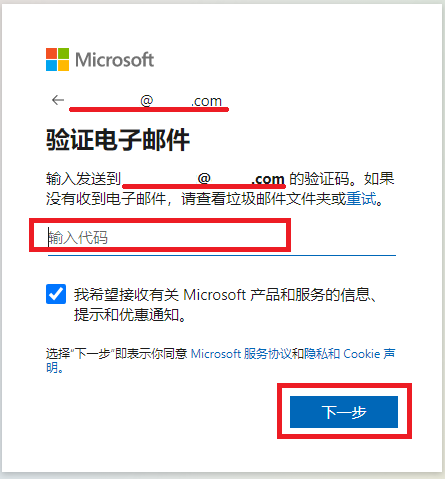 Microsoft
@ .com
验证电子邮件
输入发送到 @ .com 的验证码。如果
没有收到电子邮件，请查看垃圾邮件文件夹或重试。
输入代码
我希望接收有关 Microsoft 产品和服务的信息、
提示和优惠通知。
选择“下一步”即表示你同意 Microsoft 服务协议和隐私和 Cookie 声
明。
下一步